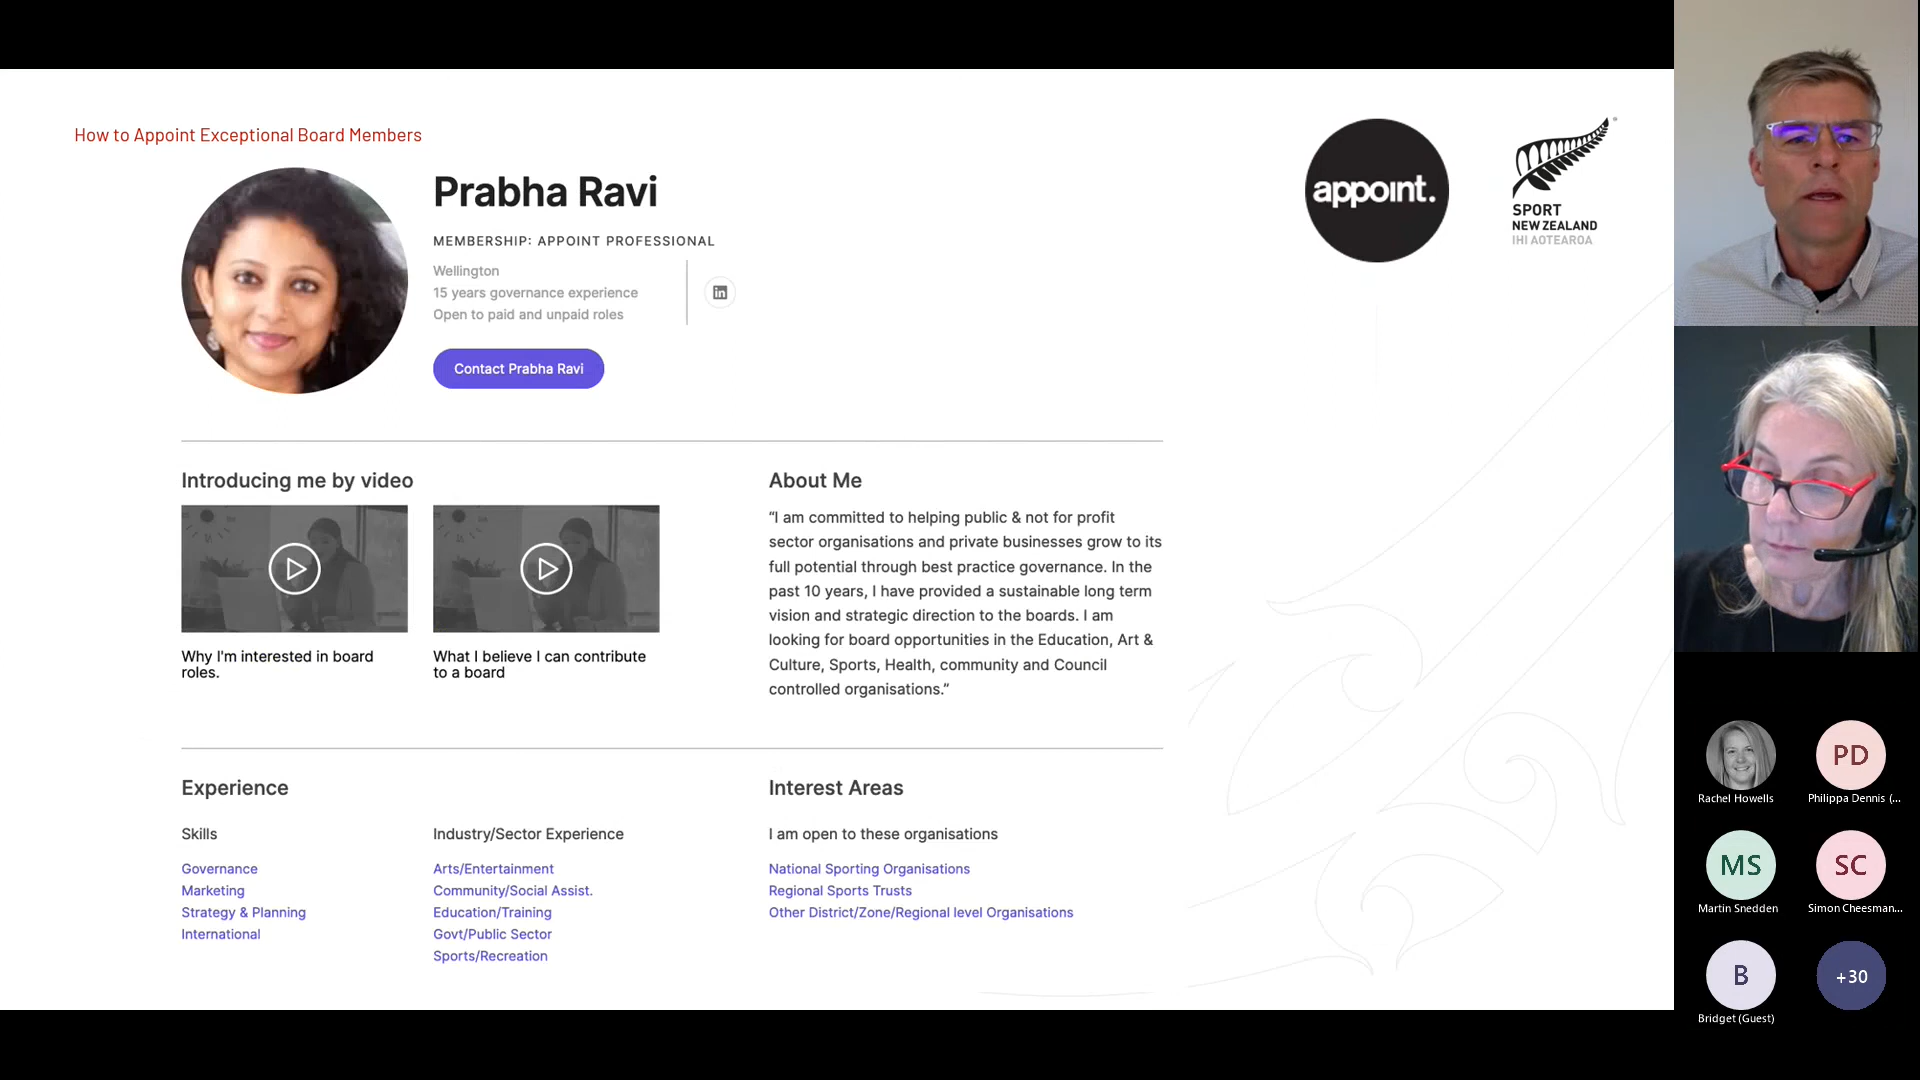 How to Appoint Exceptional Board Members
appoint.
SPORT
NEW ZEALAND
IHI AOTEAROA
Prabha Ravi
MEMBERSHIP: APPOINT PROFESSIONAL
Wellington
15 years governance experience
Open to paid and unpaid roles
in
Contact Prabha Ravi
Introducing me by video
Why I'm interested in board
roles.
What I believe I can contribute
to a board
About Me
“I am committed to helping public & not for profit
sector organisations and private businesses grow to its
full potential through best practice governance. In the
past 10 years, I have provided a sustainable long term
vision and strategic direction to the boards. I am
looking for board opportunities in the Education, Art &
Culture, Sports, Health, community and Council
controlled organisations.”
Experience
Skills
Governance
Marketing
Strategy & Planning
International
Industry/Sector Experience
Arts/Entertainment
Community/Social Assist.
Education/Training
Govt/Public Sector
Sports/Recreation
Interest Areas
I am open to these organisations
National Sporting Organisations
Regional Sports Trusts
Other District/Zone/Regional level Organisations
Rachel Howells
PD
Philippa Dennis (...
MS
Martin Snedden
SC
Simon Cheesman...
B
Bridget (Guest)
+30